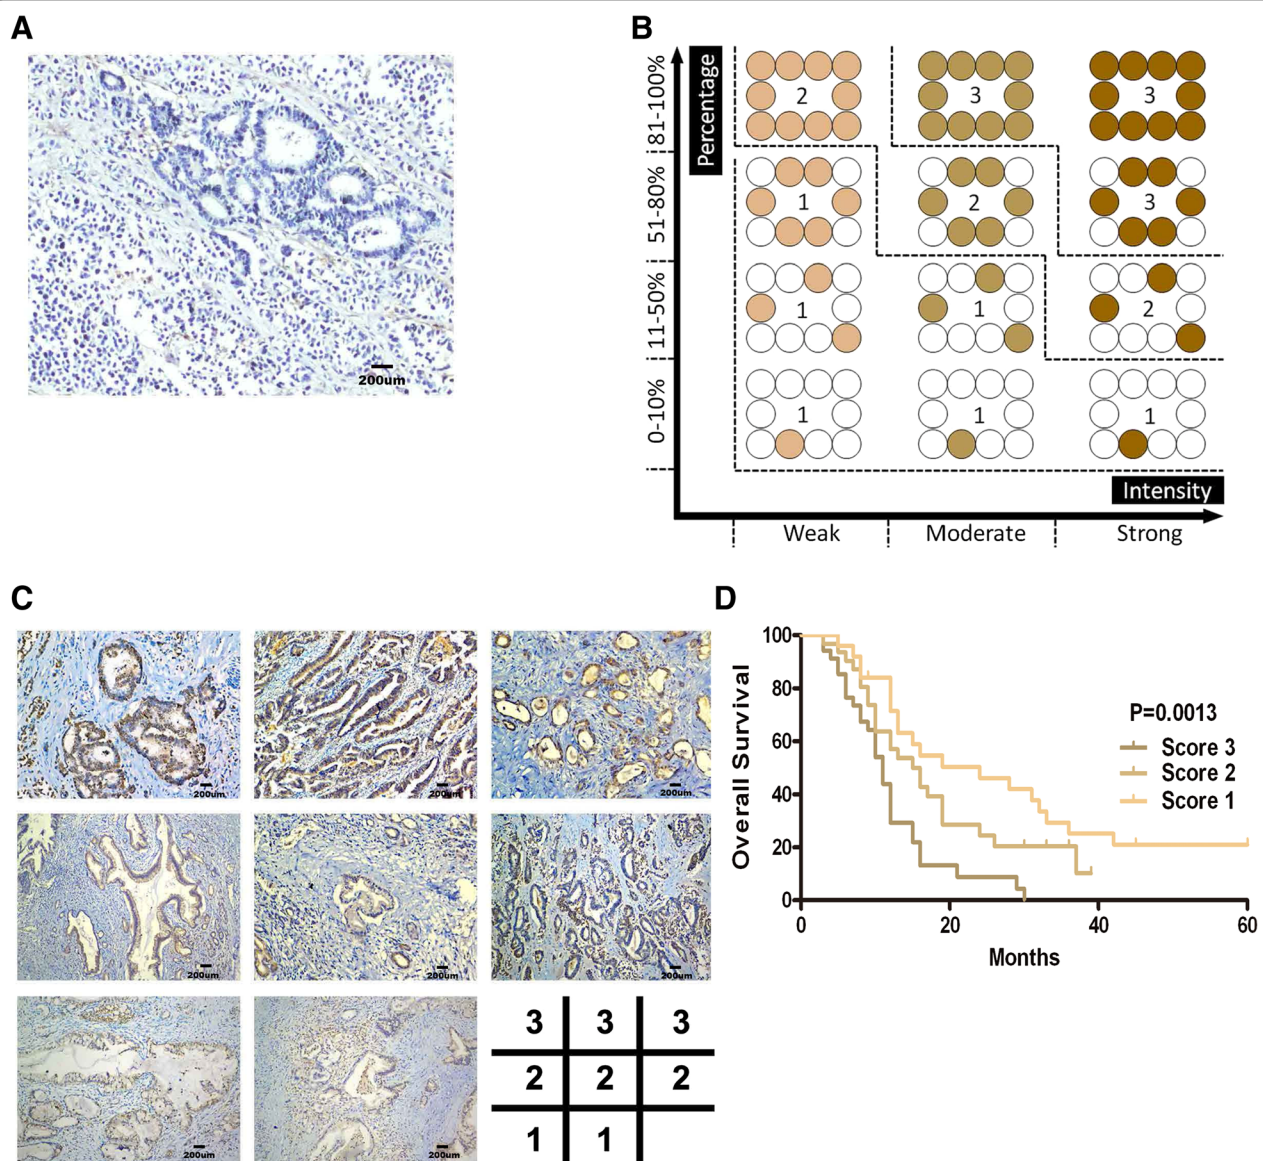 A
200um
B
Percentage
81-100%
51-80%
11-50%
0-10%
2 3 3
1 2 3
1 1 2
1 1 1
Intensity
Weak Moderate Strong
C
200um 200um 200um
200um 200um 200um
200um 200um
3 3 3
2 2 2
1 1
D
Overall Survival
100
80
60
40
20
0
P=0.0013
Score 3
Score 2
Score 1
0 20 40 60
Months